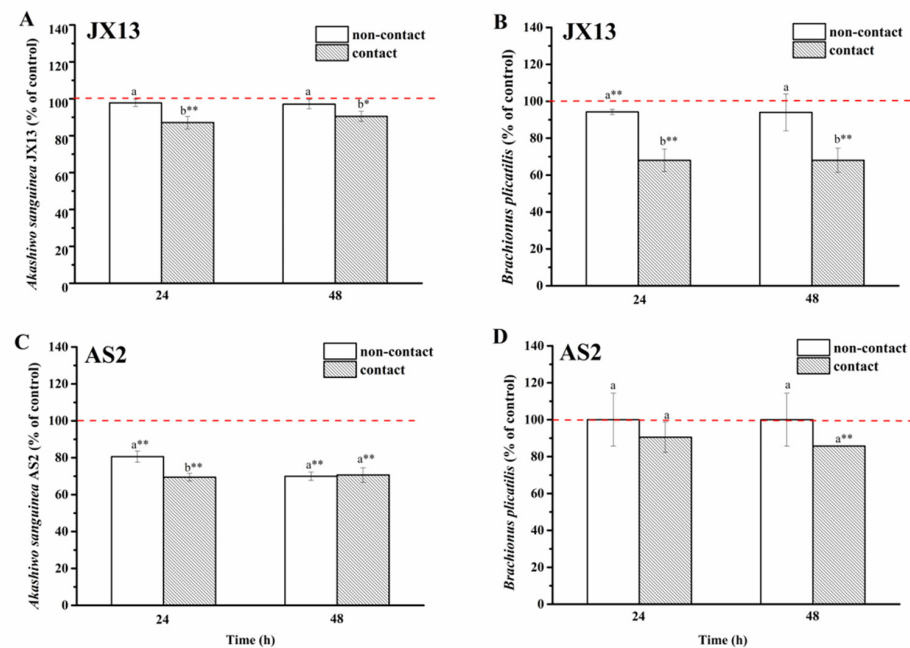 A
JX13
non-contact
contact
Akashiwo sanguinea JX13 (% of control)
140
120
100
80
60
40
20
0
a
b**
a
b*
24
48
B
JX13
non-contact
contact
Brachionus plicatilis (% of control)
140
120
100
80
60
40
20
0
a**
b**
a
b**
24
48
C
AS2
non-contact
contact
Akashiwo sanguinea AS2 (% of control)
140
120
100
80
60
40
20
0
a**
b**
a**
a**
24
48
Time (h)
D
AS2
non-contact
contact
Brachionus plicatilis (% of control)
140
120
100
80
60
40
20
0
a
a
a
a**
24
48
Time (h)